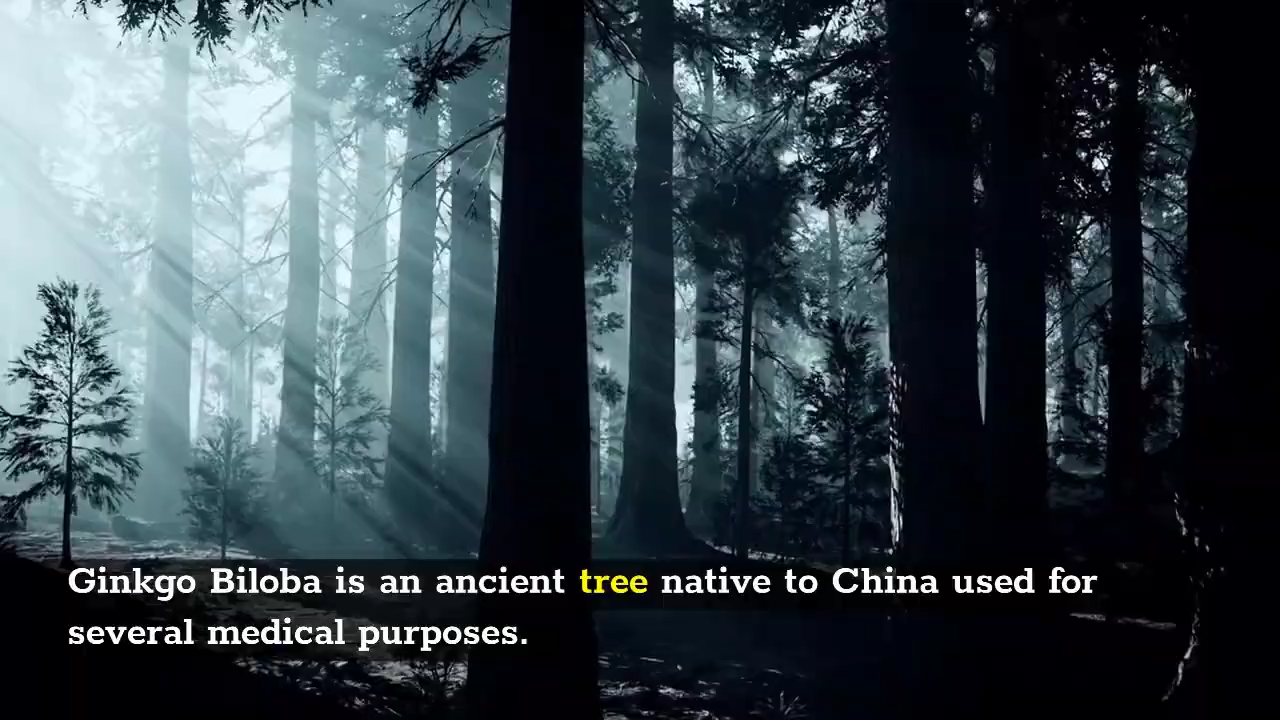 Ginkgo Biloba is an ancient tree native to China used for
several medical purposes.